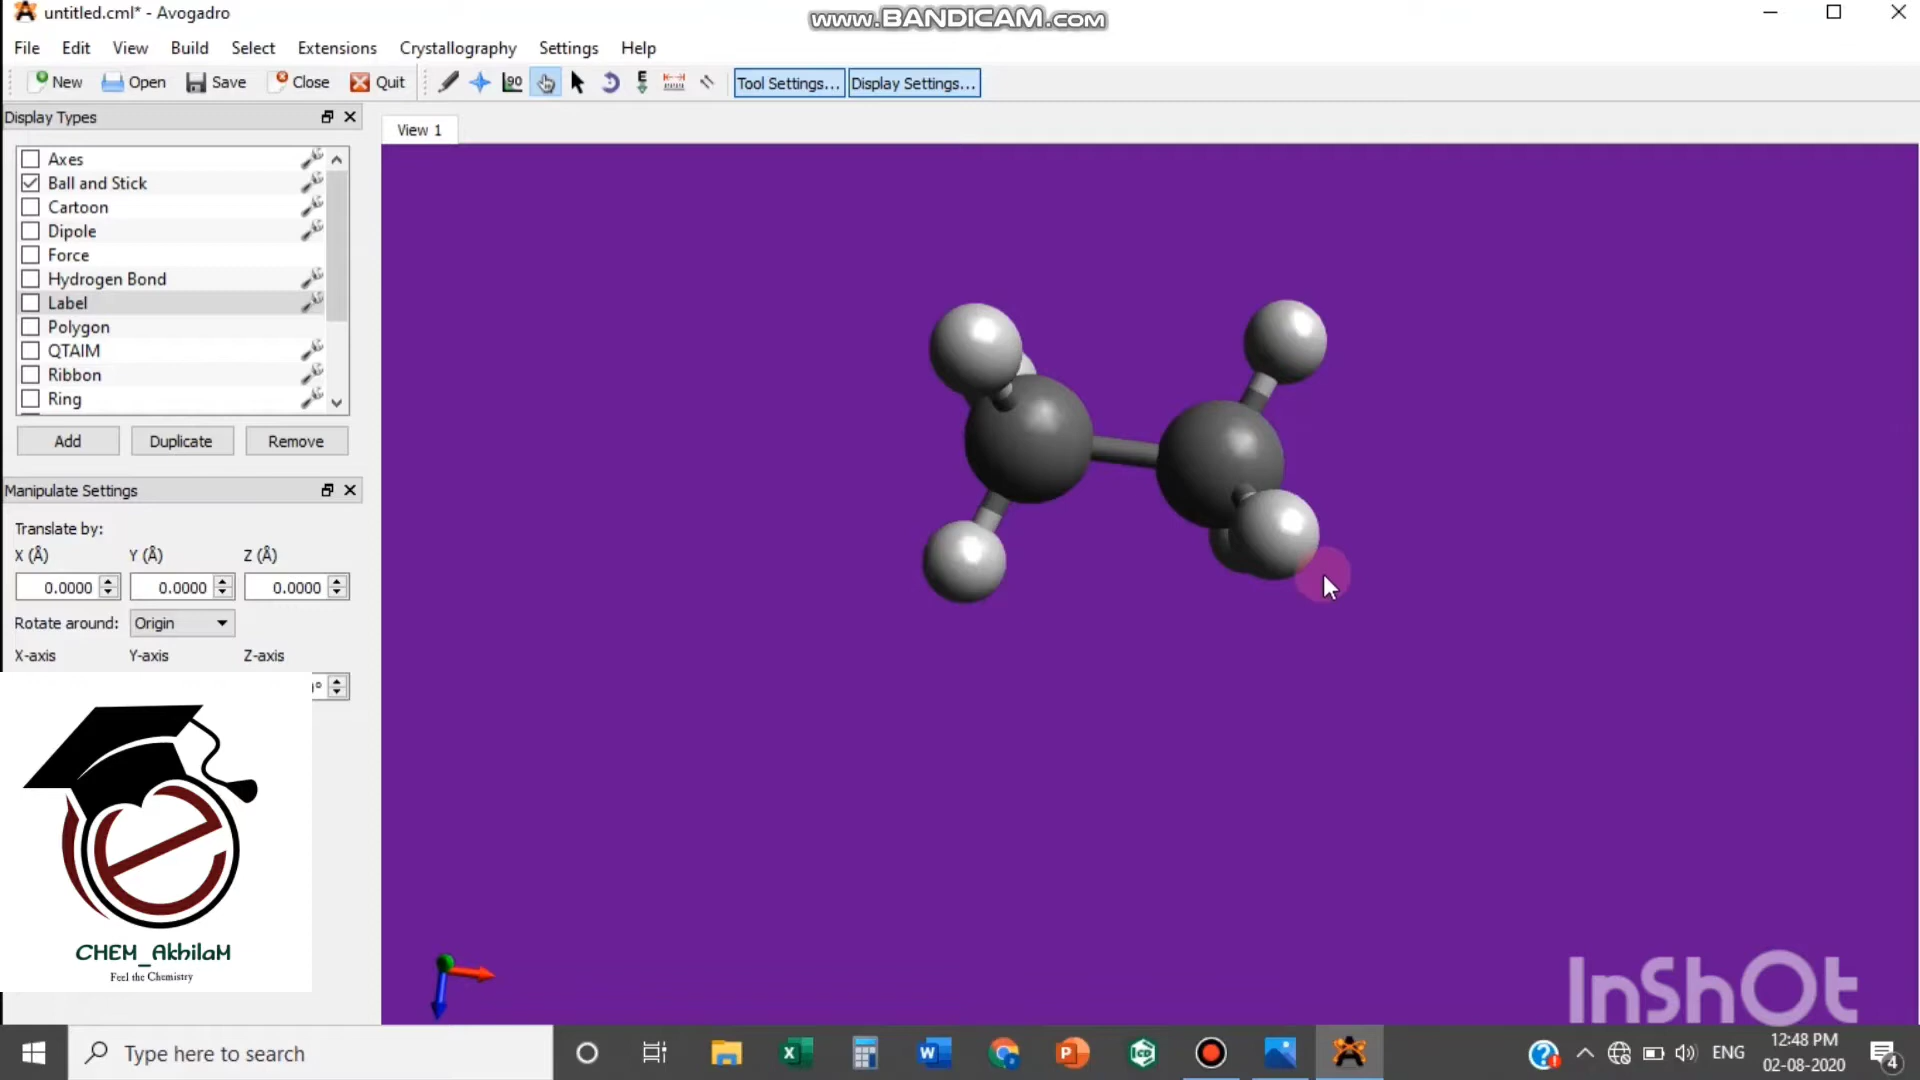 untitled.cml* - Avogadro
www.BANDICAM.com
File Edit View Build Select Extensions Crystallography Settings Help
New Open Save Close Quit Tool Settings... Display Settings...
Display Types
View 1
Axes
Ball and Stick
Cartoon
Dipole
Force
Hydrogen Bond
Label
Polygon
QTAIM
Ribbon
Ring
Add Duplicate Remove
Manipulate Settings
Translate by:
X (Å) Y (Å) Z (Å)
0.0000 0.0000 0.0000
Rotate around: Origin
X-axis Y-axis Z-axis
CHEM_AkhilaM
Feel the Chemistry
InShOt
Type here to search
ENG
12:48 PM
02-08-2020
4